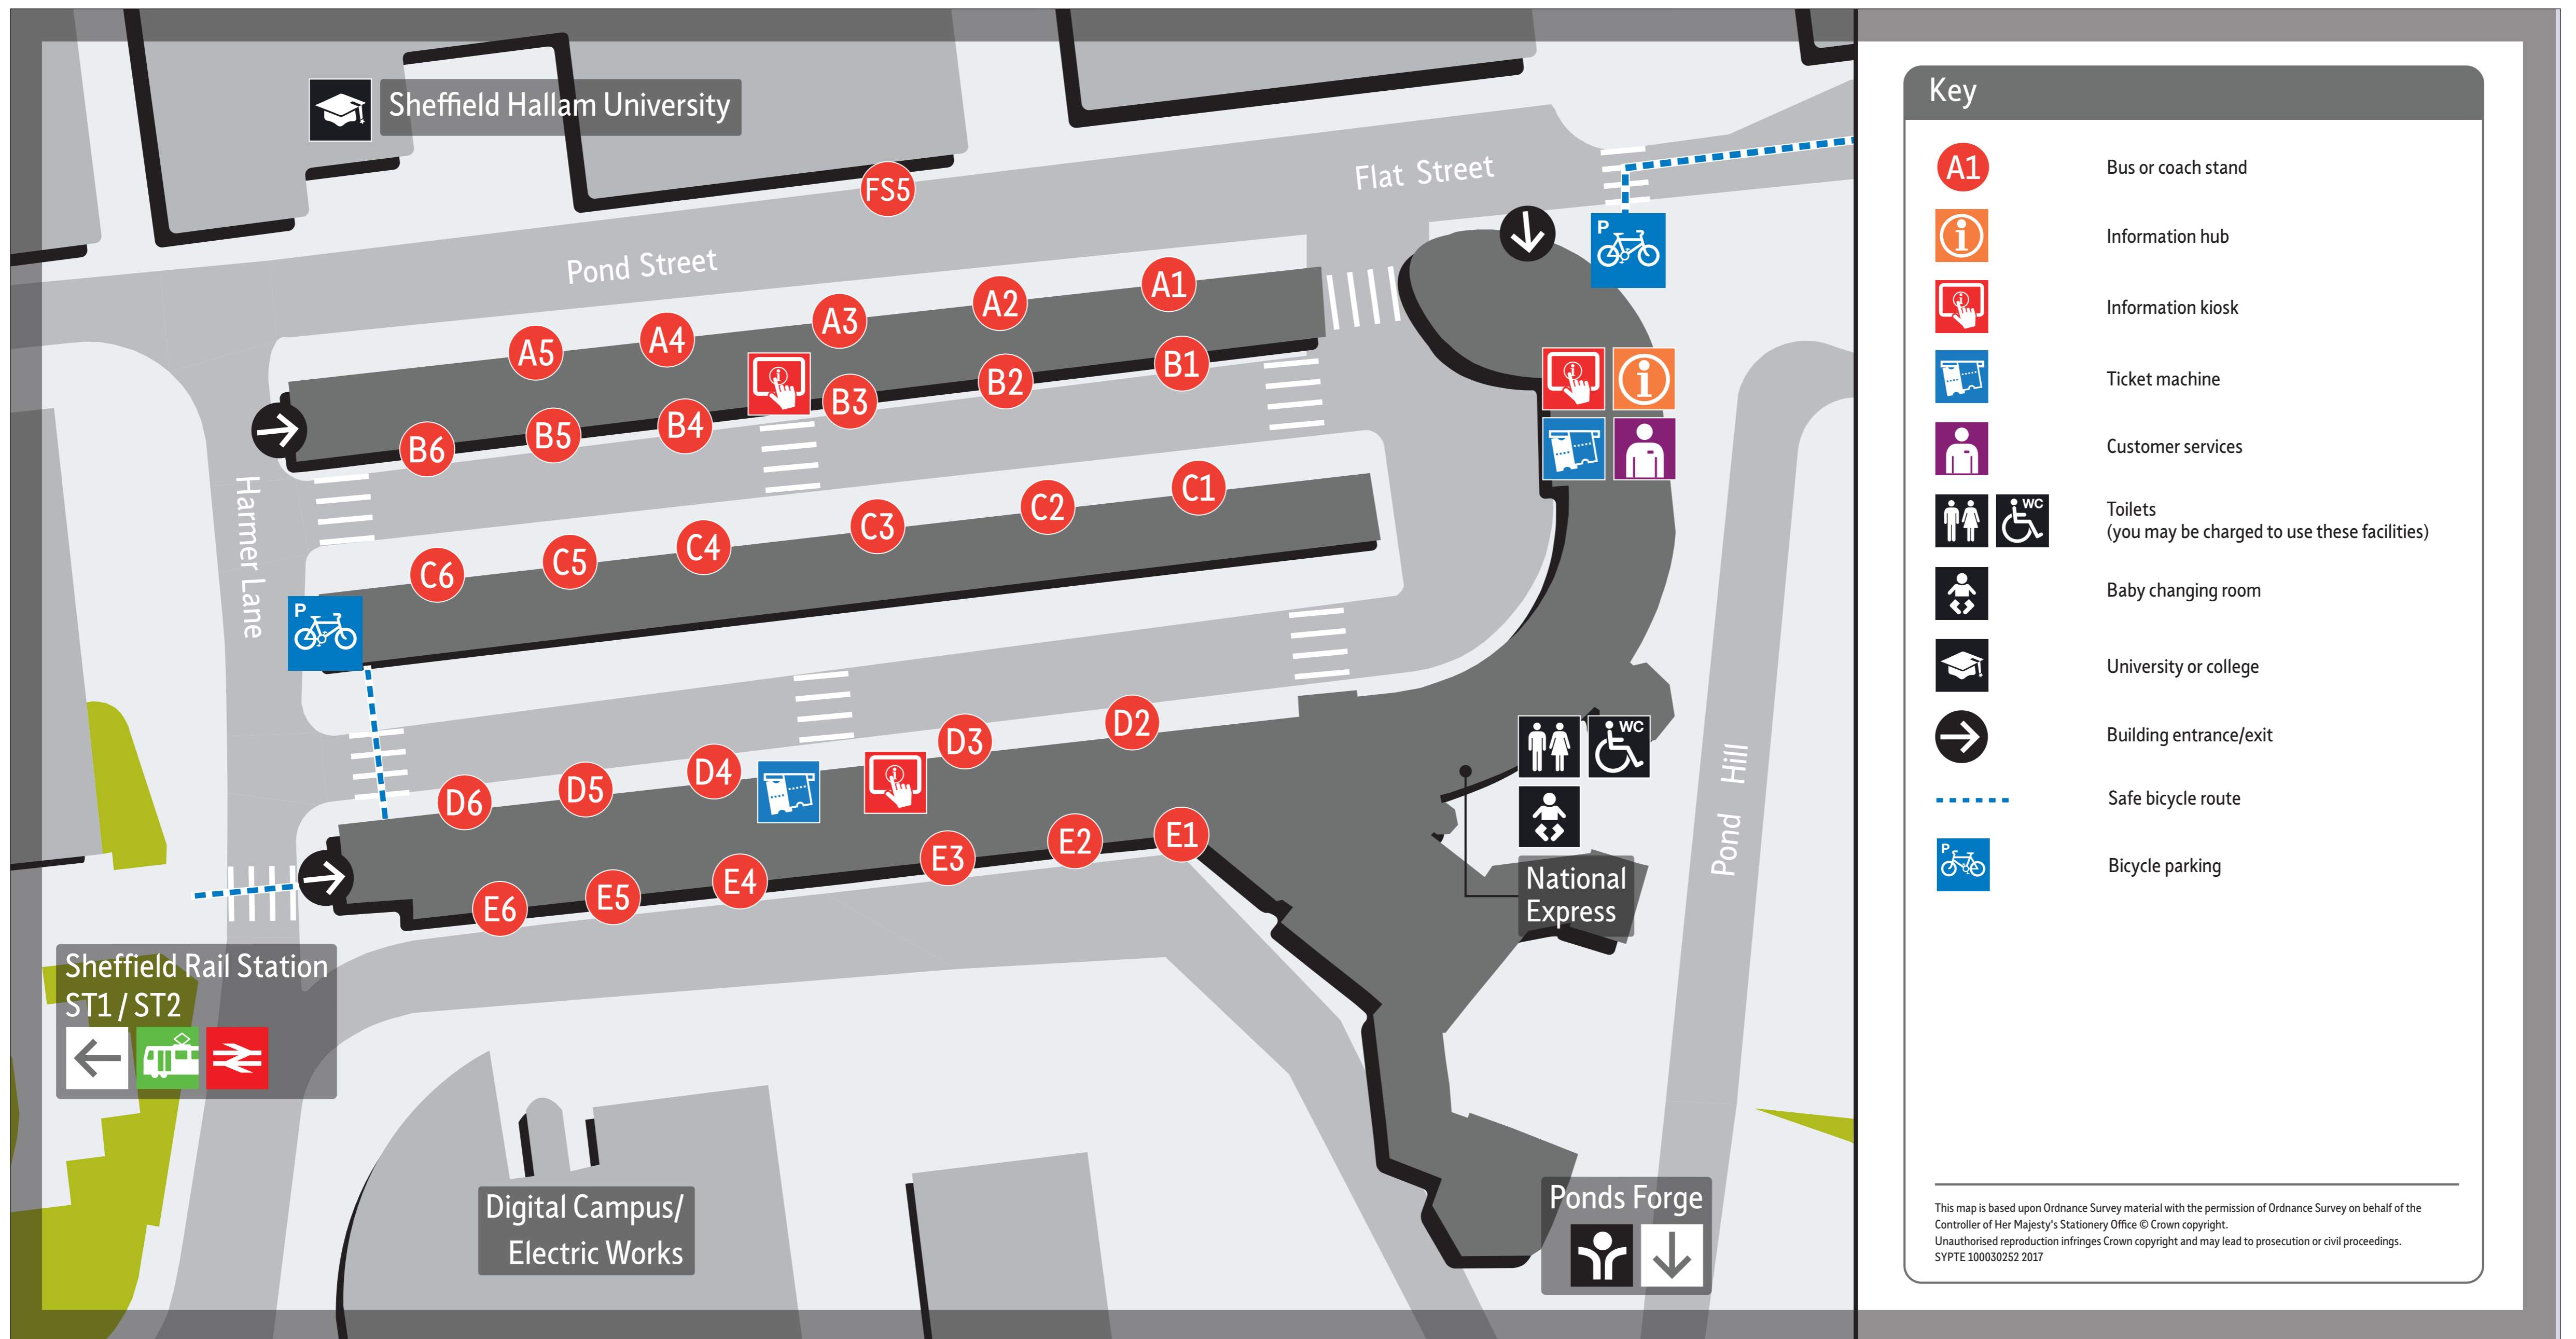 Sheffield Hallam University
FS5
Flat Street
Pond Street
P
A1
A2
A3
A4
A5
B1
B2
B3
B4
B5
B6
Harmer Lane
C1
C2
C3
C4
C5
C6
P
D2
D3
D4
D5
D6
E1
E2
E3
E4
E5
E6
WC
National
Express
Pond Hill
Sheffield Rail Station
ST1 / ST2
Digital Campus/
Electric Works
Ponds Forge
Key
A1
Bus or coach stand
Information hub
Information kiosk
Ticket machine
Customer services
WC
Toilets
(you may be charged to use these facilities)
Baby changing room
University or college
Building entrance/exit
Safe bicycle route
P
Bicycle parking
This map is based upon Ordnance Survey material with the permission of Ordnance Survey on behalf of the
Controller of Her Majesty's Stationery Office © Crown copyright.
Unauthorised reproduction infringes Crown copyright and may lead to prosecution or civil proceedings.
SYPTE 100030252 2017